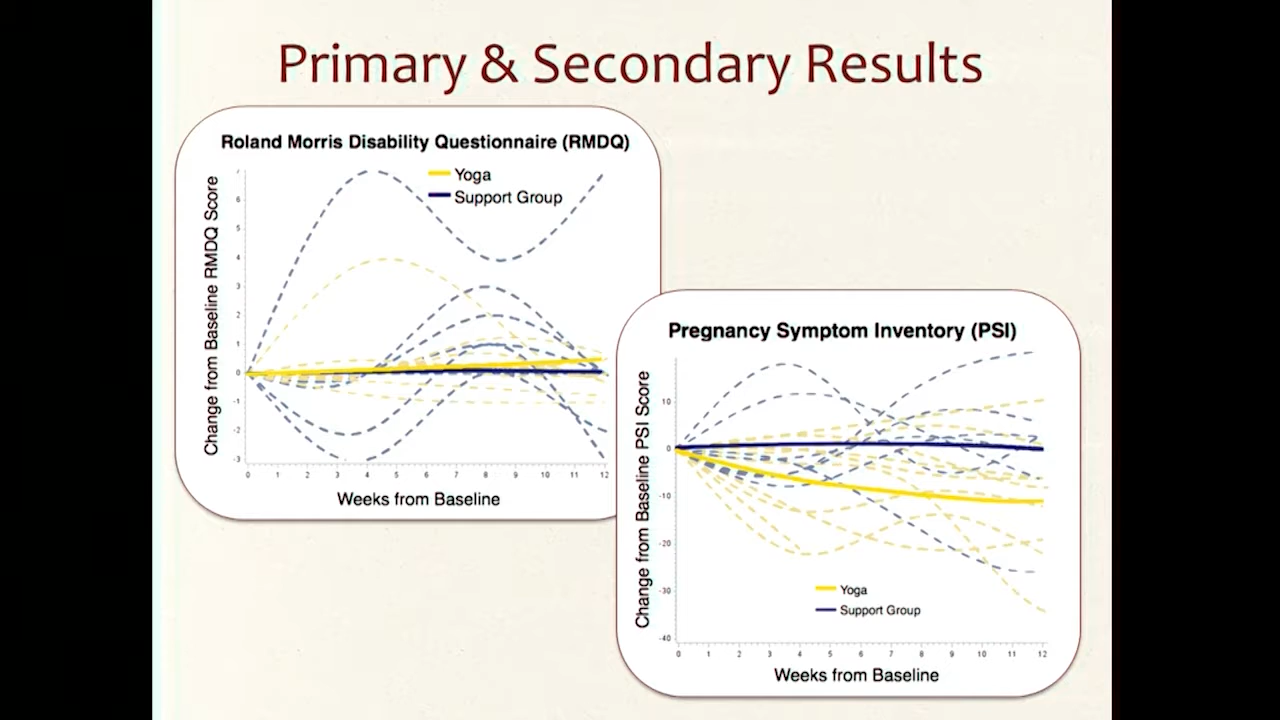 Primary & Secondary Results
Roland Morris Disability Questionnaire (RMDQ)
Yoga
Support Group
Change from Baseline RMDQ Score
7
6
5
4
3
2
1
0
-1
-2
-3
0 1 2 3 4 5 6 7 8 9 10 11 12
Weeks from Baseline
Pregnancy Symptom Inventory (PSI)
Change from Baseline PSI Score
10
0
-10
-20
-30
-40
Yoga
Support Group
0 1 2 3 4 5 6 7 8 9 10 11 12
Weeks from Baseline